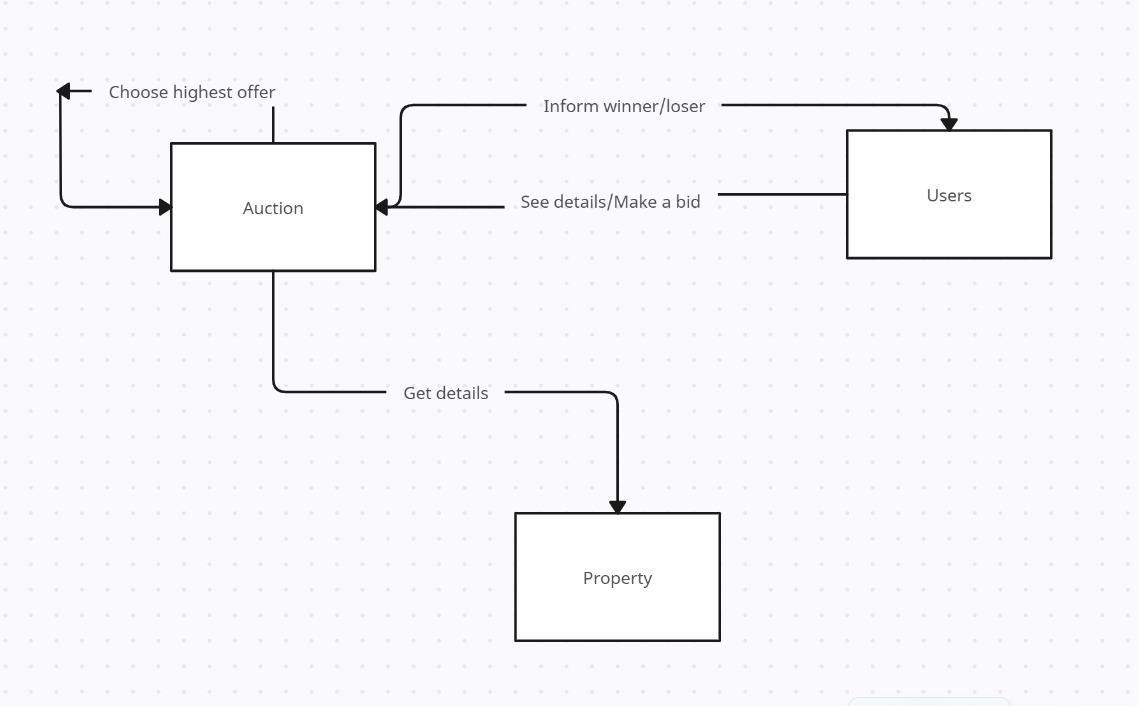 Choose highest offer
Inform winner/loser
See details/Make a bid
Users
Auction
Get details
Property